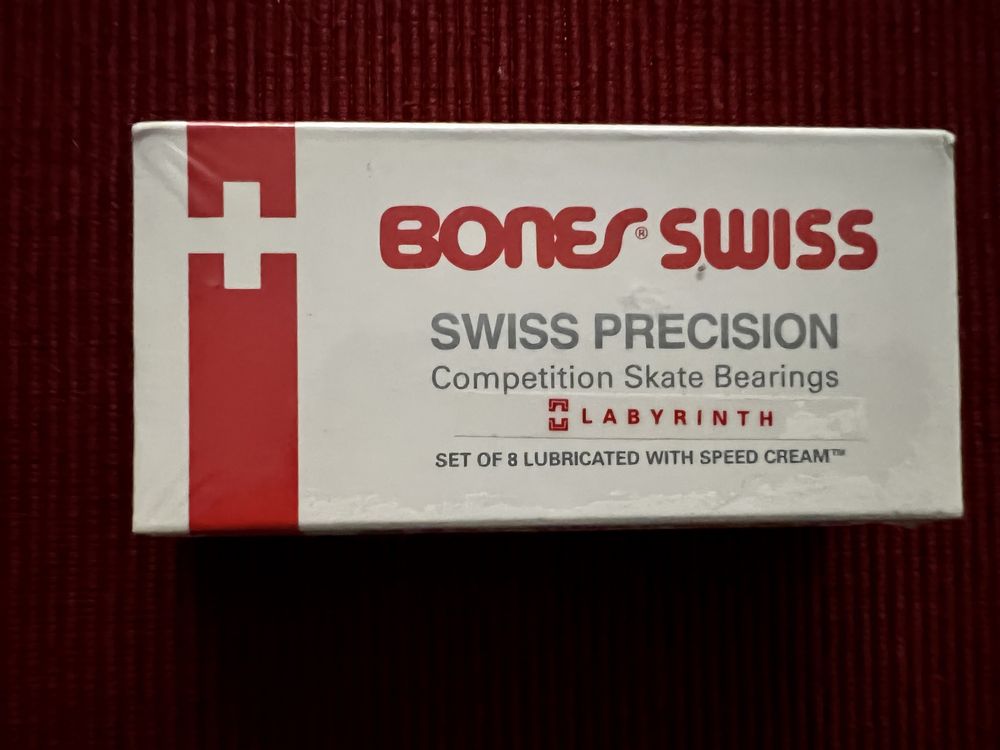 BONES® SWISS
SWISS PRECISION
Competition Skate Bearings
LABYRINTH
SET OF 8 LUBRICATED WITH SPEED CREAM™